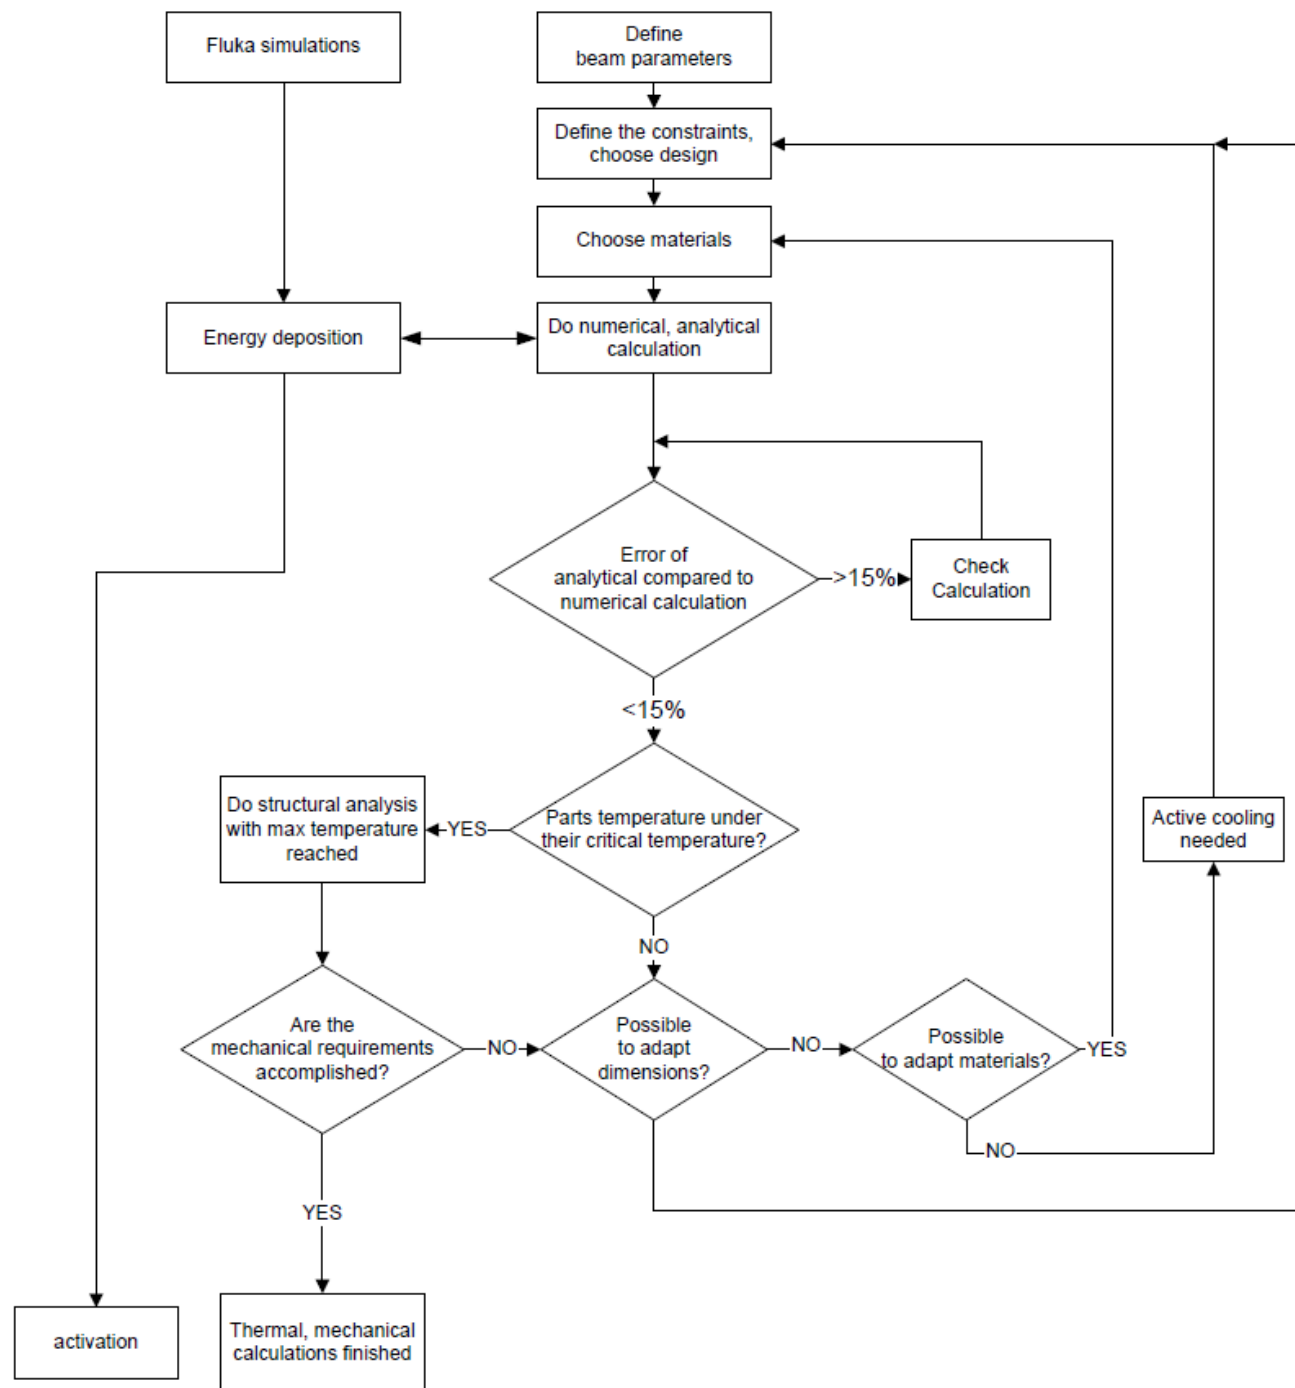 Fluka simulations
Define
beam parameters
Define the constraints,
choose design
Choose materials
Energy deposition
Do numerical, analytical
calculation
Error of
analytical compared to
numerical calculation
>15%
Check
Calculation
<15%
Do structural analysis
with max temperature
reached
YES
Parts temperature under
their critical temperature?
Active cooling
needed
NO
Are the
mechanical requirements
accomplished?
NO
Possible
to adapt
dimensions?
NO
Possible
to adapt materials?
YES
NO
YES
activation
Thermal, mechanical
calculations finished